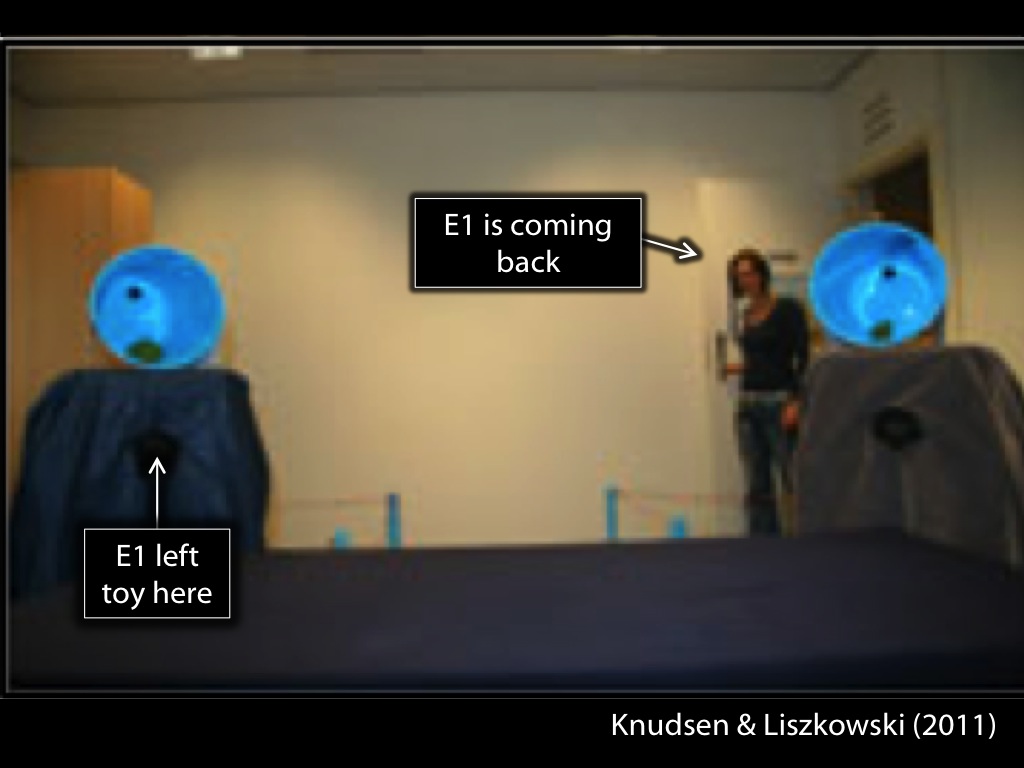 E1 is coming
back
E1 left
toy here
Knudsen & Liszkowski (2011)